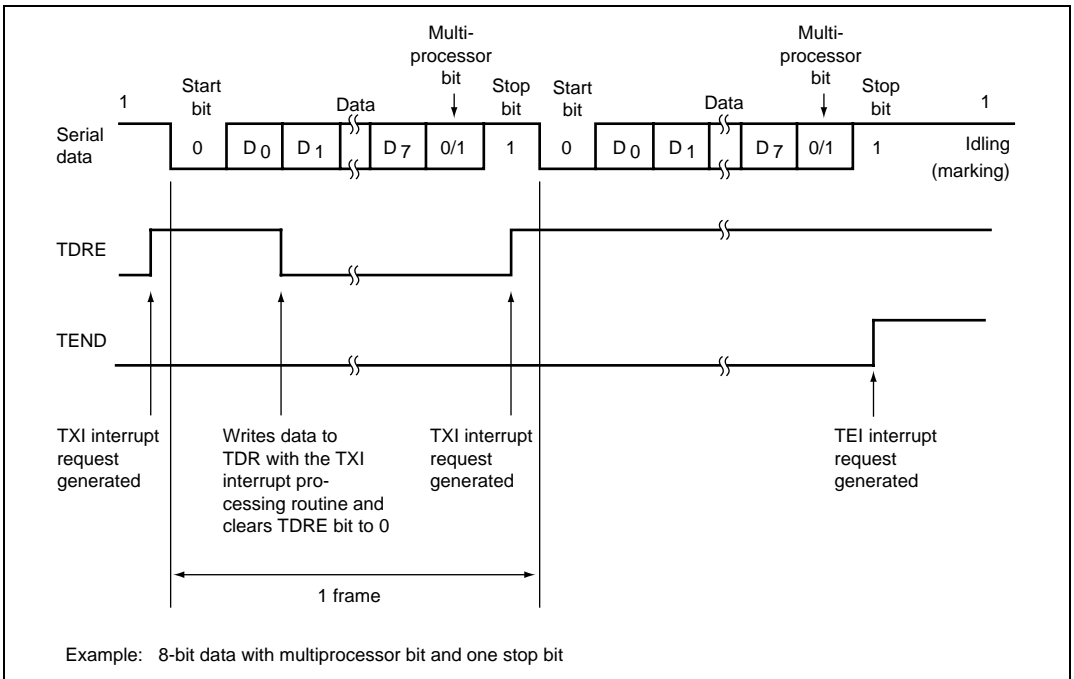 Multi-
processor
bit
Multi-
processor
bit
1
Start
bit
Data
Stop
bit
Start
bit
Data
Stop
bit
1
Serial
data
0
D0
D1
D7
0/1
1
0
D0
D1
D7
0/1
1
Idling
(marking)
TDRE
TEND
TXI interrupt
request
generated
Writes data to
TDR with the TXI
interrupt pro-
cessing routine and
clears TDRE bit to 0
TXI interrupt
request
generated
TEI interrupt
request
generated
1 frame
Example: 8-bit data with multiprocessor bit and one stop bit